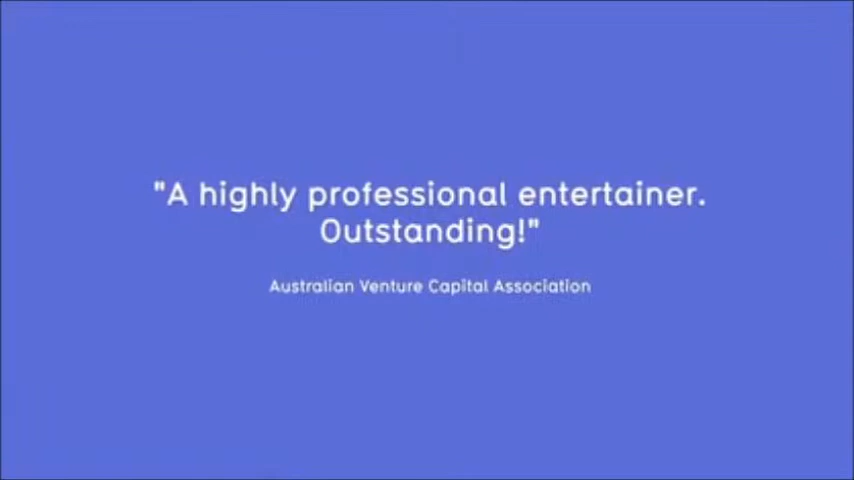 "A highly professional entertainer.
Outstanding!"
Australian Venture Capital Association